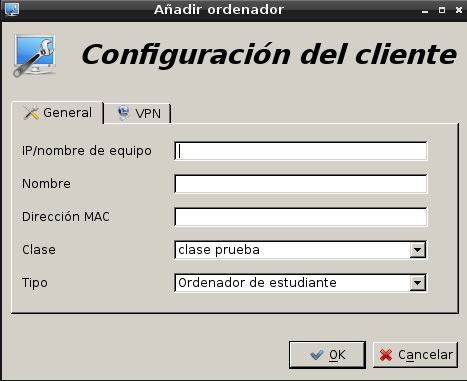 Añadir ordenador
Configuración del cliente
General VPN
IP/nombre de equipo
Nombre
Dirección MAC
Clase clase prueba
Tipo Ordenador de estudiante
OK Cancelar